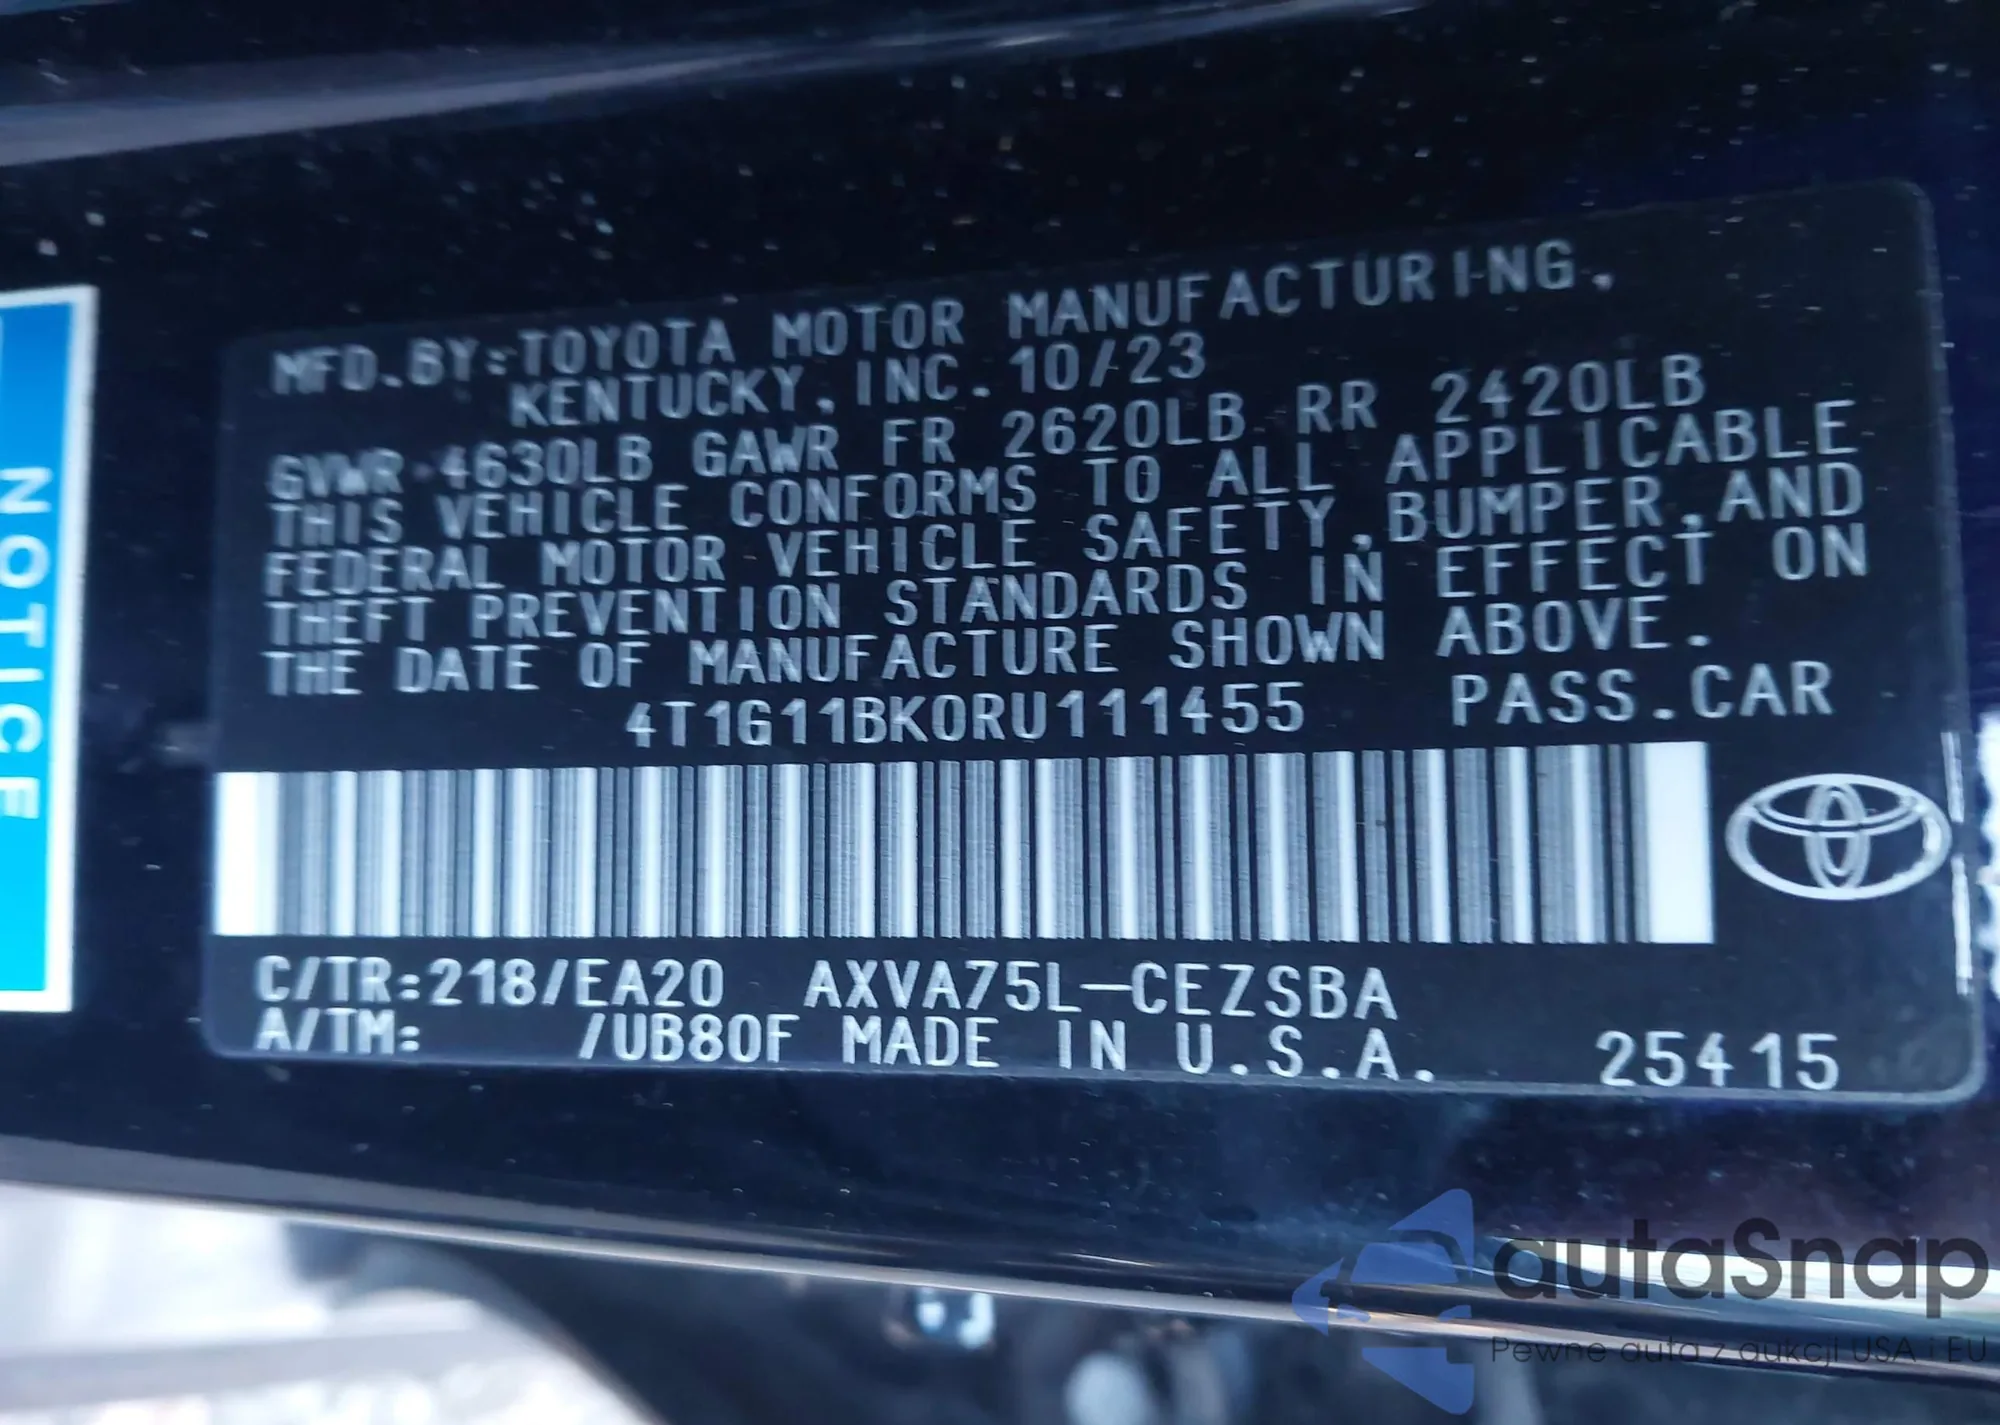 NOTICE
MFD.BY:TOYOTA MOTOR MANUFACTURING,
KENTUCKY, INC. 10/23
GVWR 4630LB GAWR FR 2620LB RR 2420LB
THIS VEHICLE CONFORMS TO ALL APPLICABLE
FEDERAL MOTOR VEHICLE SAFETY,BUMPER,AND
THEFT PREVENTION STANDARDS IN EFFECT ON
THE DATE OF MANUFACTURE SHOWN ABOVE.
4T1G11BK0RU111455 PASS.CAR
C/TR:218/EA20 AXVA75L-CEZSBA
A/TM: /UB80F MADE IN U.S.A. 25415
autaSnap
Pewne auta z aukcji USA i EU